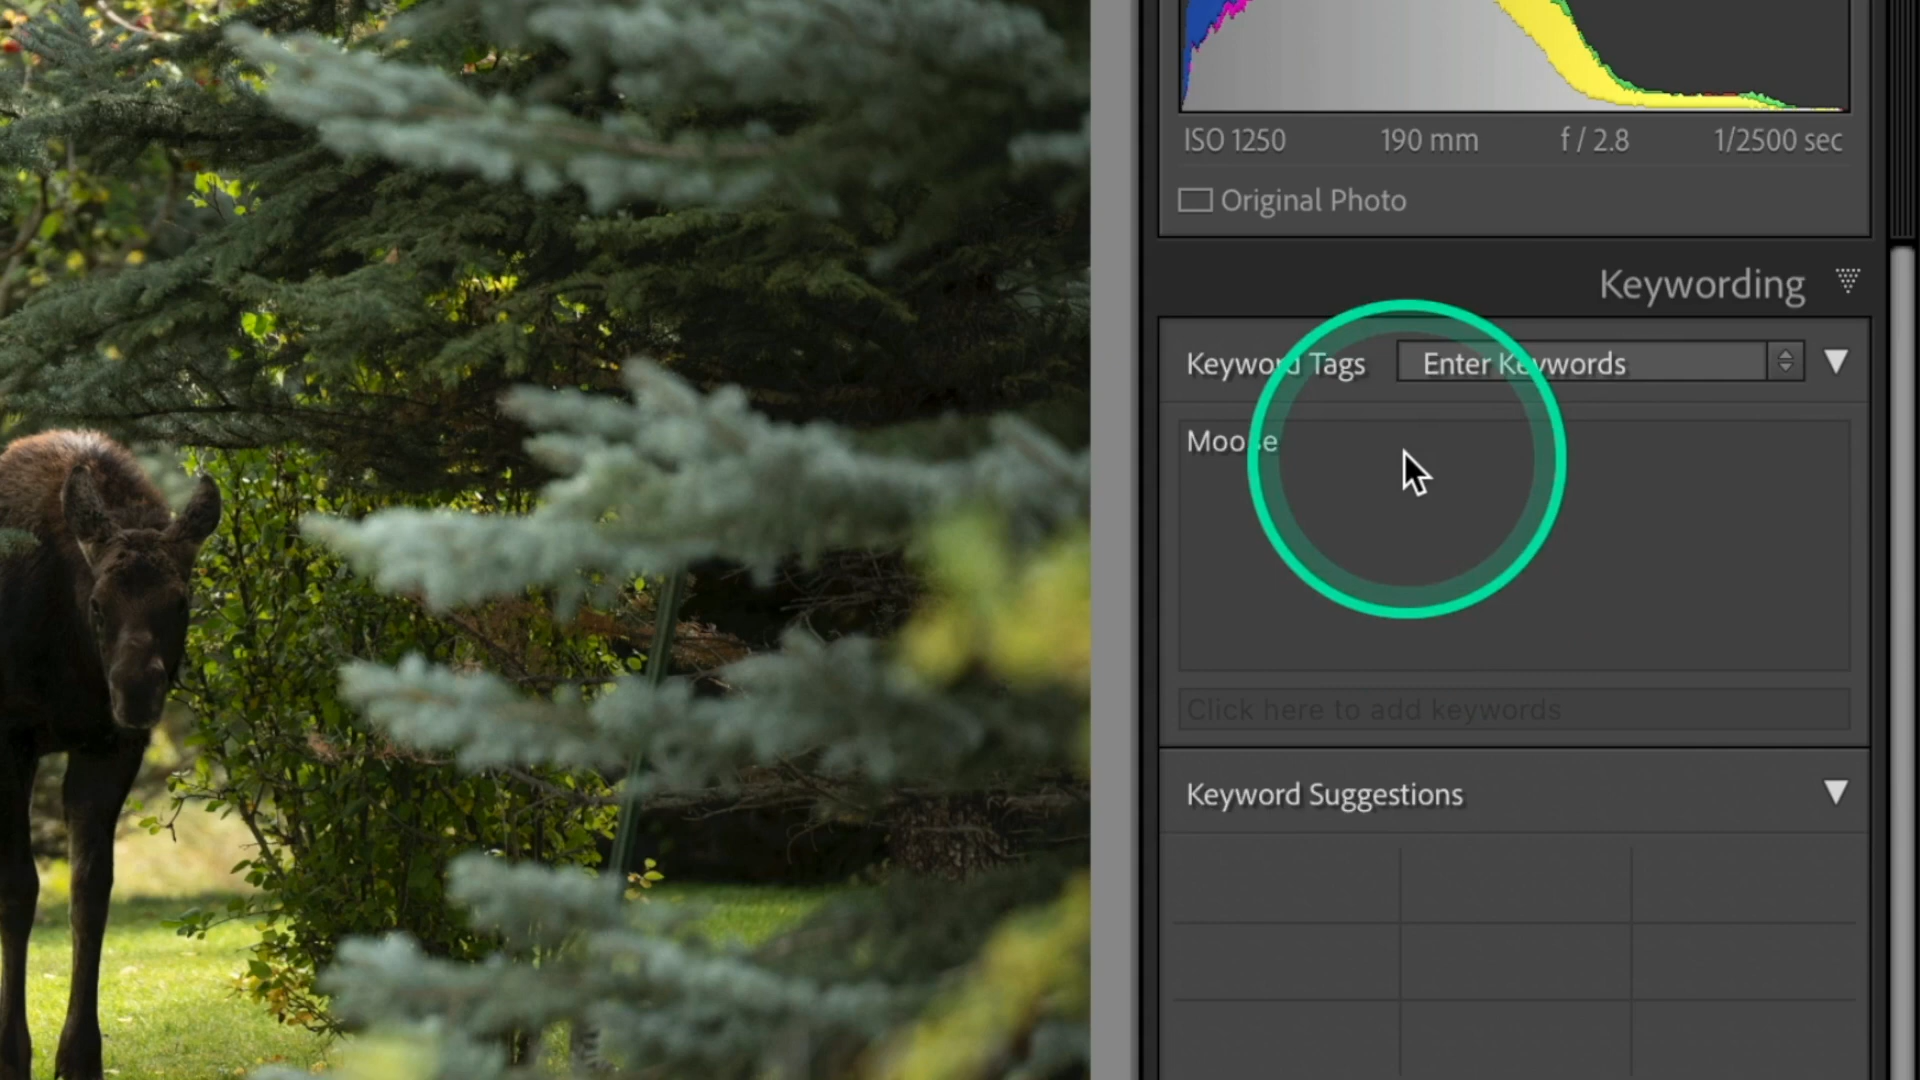 ISO 1250 190 mm f / 2.8 1/2500 sec
Original Photo
Keywording
Keyword Tags Enter Keywords
Moose
Click here to add keywords
Keyword Suggestions